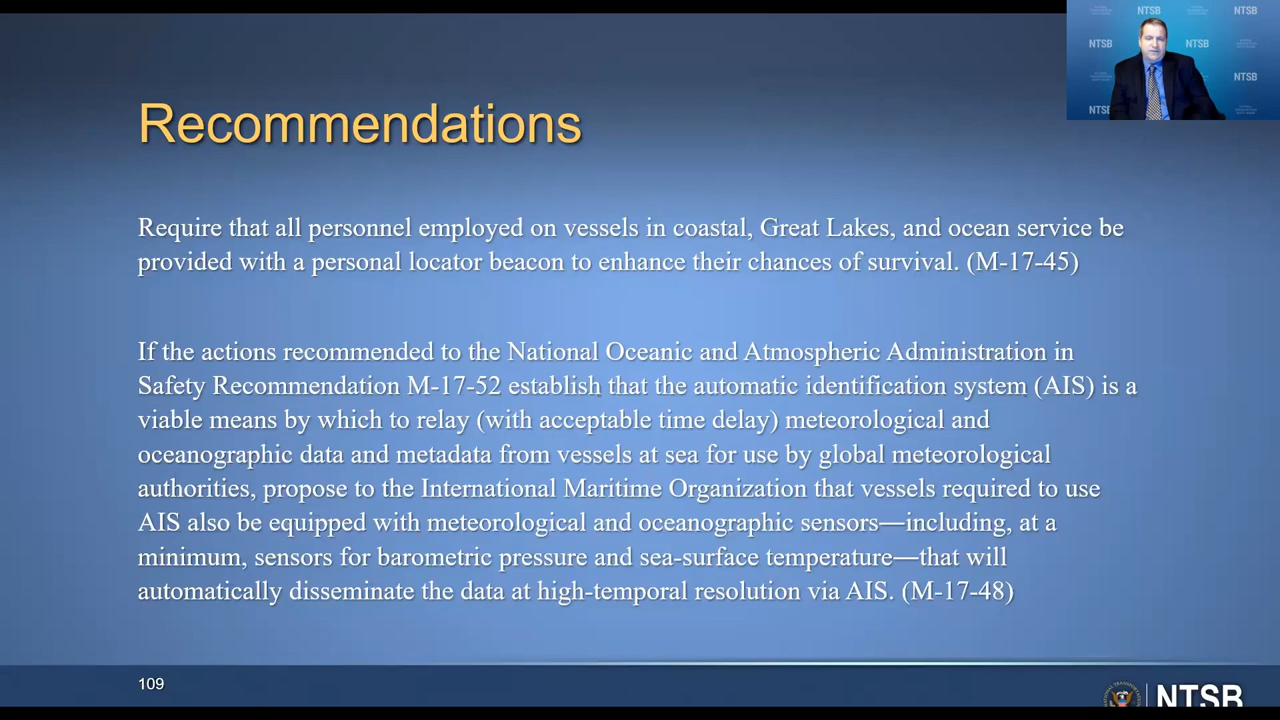 NTSB
NTSB
NTSB
NTSB
NTSB
NTS
Recommendations
Require that all personnel employed on vessels in coastal, Great Lakes, and ocean service be
provided with a personal locator beacon to enhance their chances of survival. (M-17-45)
If the actions recommended to the National Oceanic and Atmospheric Administration in
Safety Recommendation M-17-52 establish that the automatic identification system (AIS) is a
viable means by which to relay (with acceptable time delay) meteorological and
oceanographic data and metadata from vessels at sea for use by global meteorological
authorities, propose to the International Maritime Organization that vessels required to use
AIS also be equipped with meteorological and oceanographic sensors—including, at a
minimum, sensors for barometric pressure and sea-surface temperature—that will
automatically disseminate the data at high-temporal resolution via AIS. (M-17-48)
109
NTSB